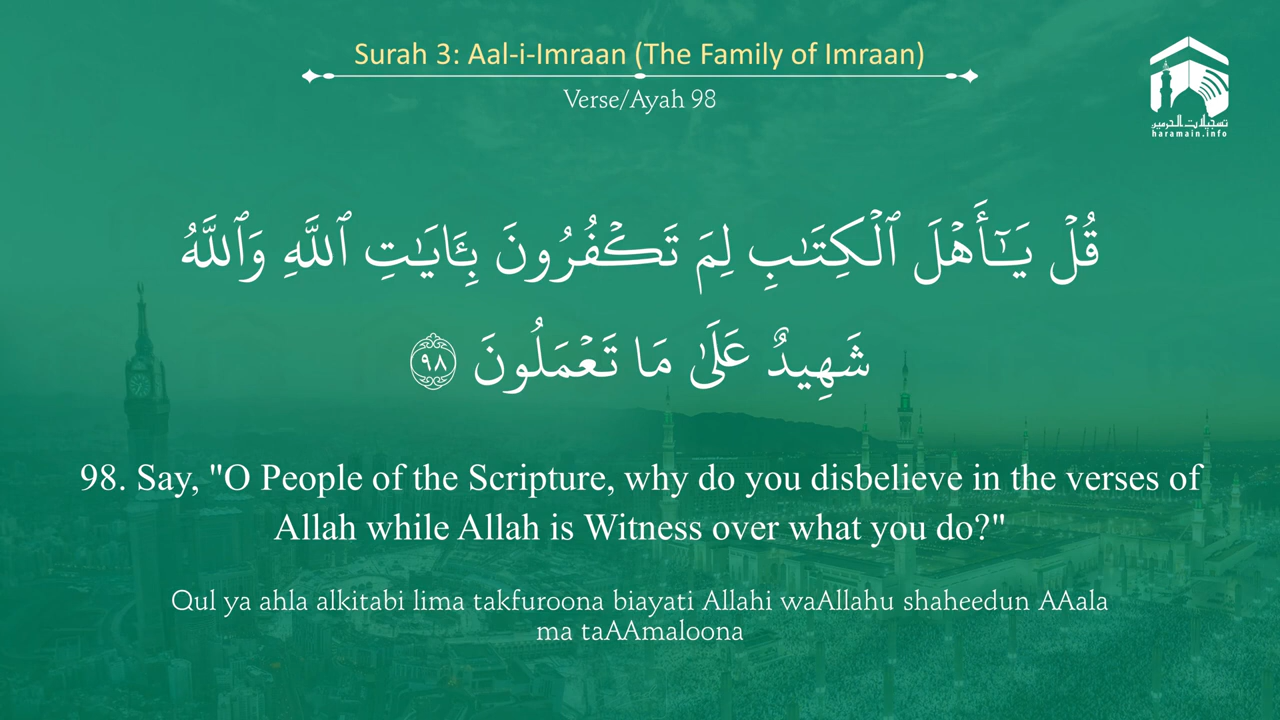 Surah 3: Aal-i-Imraan (The Family of Imraan)
Verse/Ayah 98
تسجيلات الحرمين
haramain.info
قُلۡ يَـٰٓأَهۡلَ ٱلۡكِتَـٰبِ لِمَ تَكۡفُرُونَ بِـَٔايَـٰتِ ٱللَّهِ وَٱللَّهُ
شَهِيدٌ عَلَىٰ مَا تَعۡمَلُونَ ٩٨
98. Say, "O People of the Scripture, why do you disbelieve in the verses of
Allah while Allah is Witness over what you do?"
Qul ya ahla alkitabi lima takfuroona biayati Allahi waAllahu shaheedun AAala
ma taAAmaloona